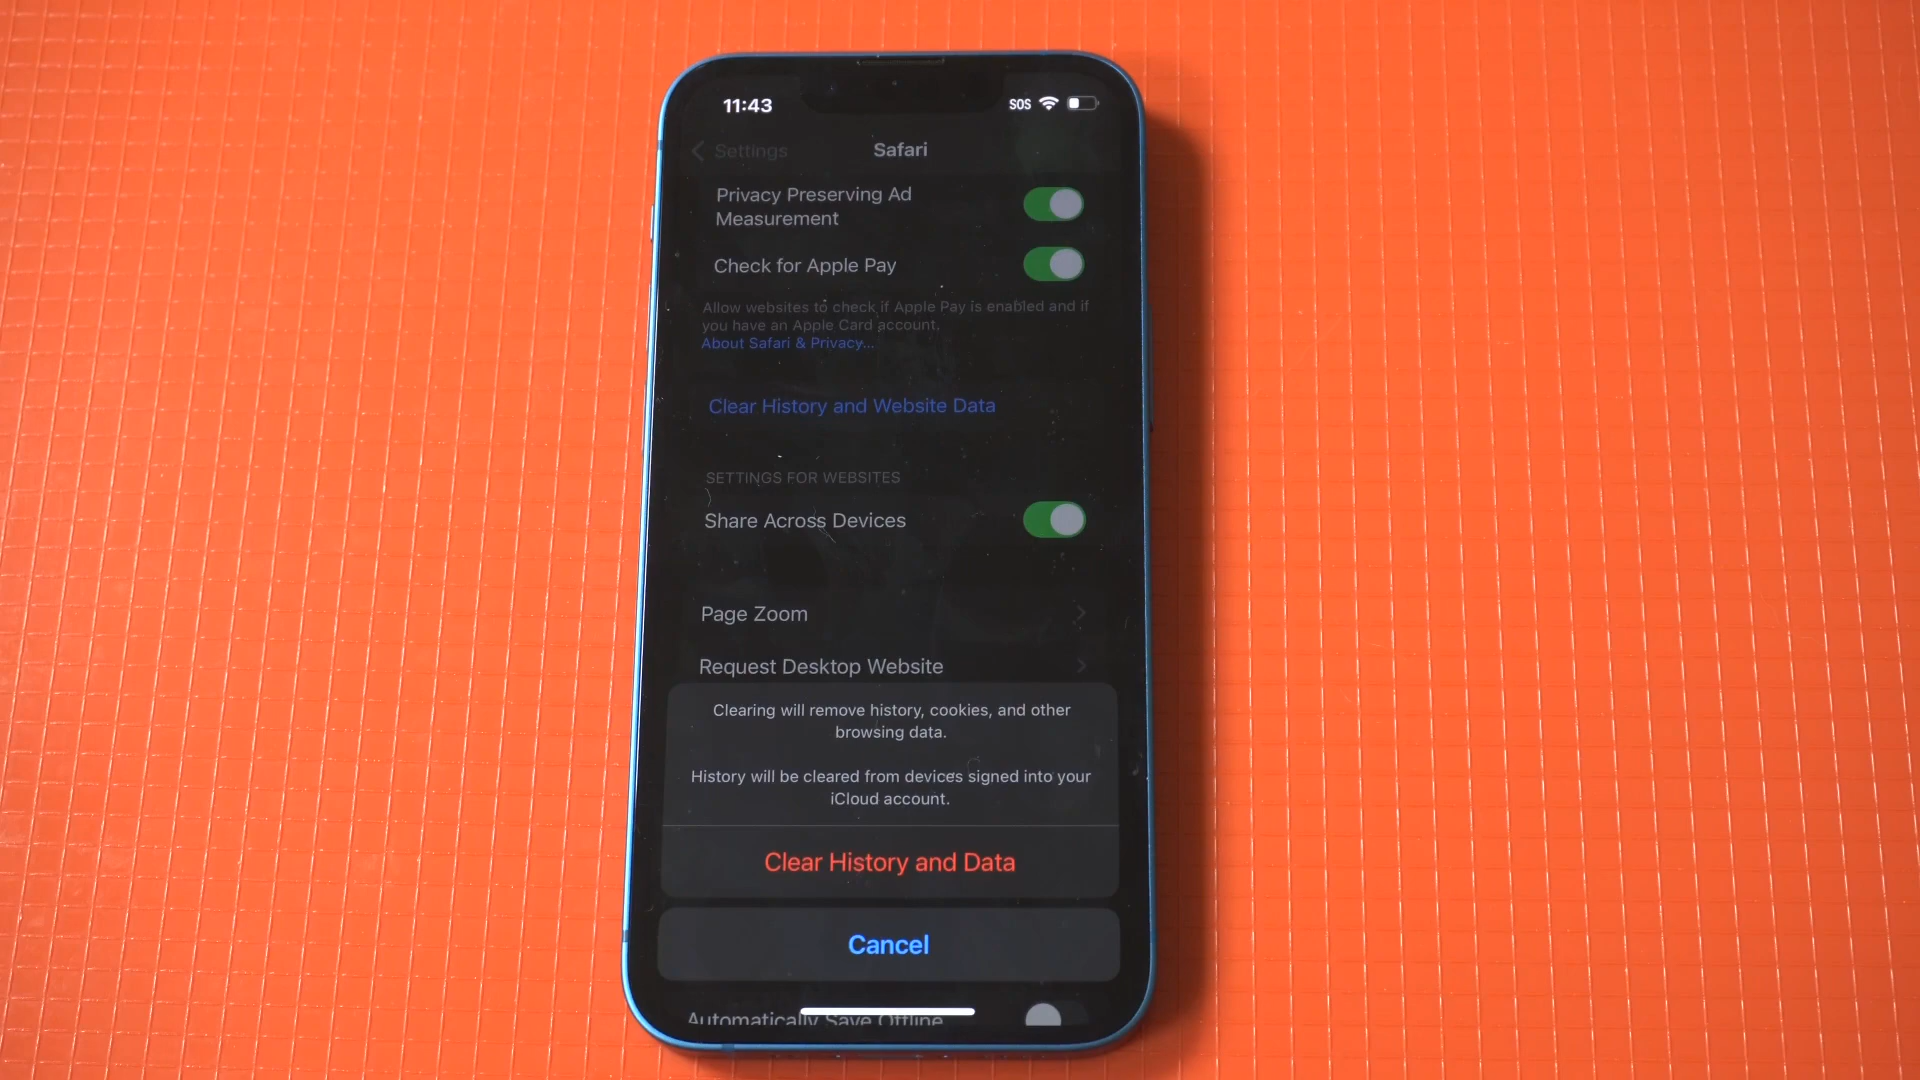 11:43
SOS
Settings
Safari
Privacy Preserving Ad
Measurement
Check for Apple Pay
Allow websites to check if Apple Pay is enabled and if
you have an Apple Card account.
About Safari & Privacy...
Clear History and Website Data
SETTINGS FOR WEBSITES
Share Across Devices
Page Zoom
Request Desktop Website
Clearing will remove history, cookies, and other
browsing data.
History will be cleared from devices signed into your
iCloud account.
Clear History and Data
Cancel
Automatically Save Offline